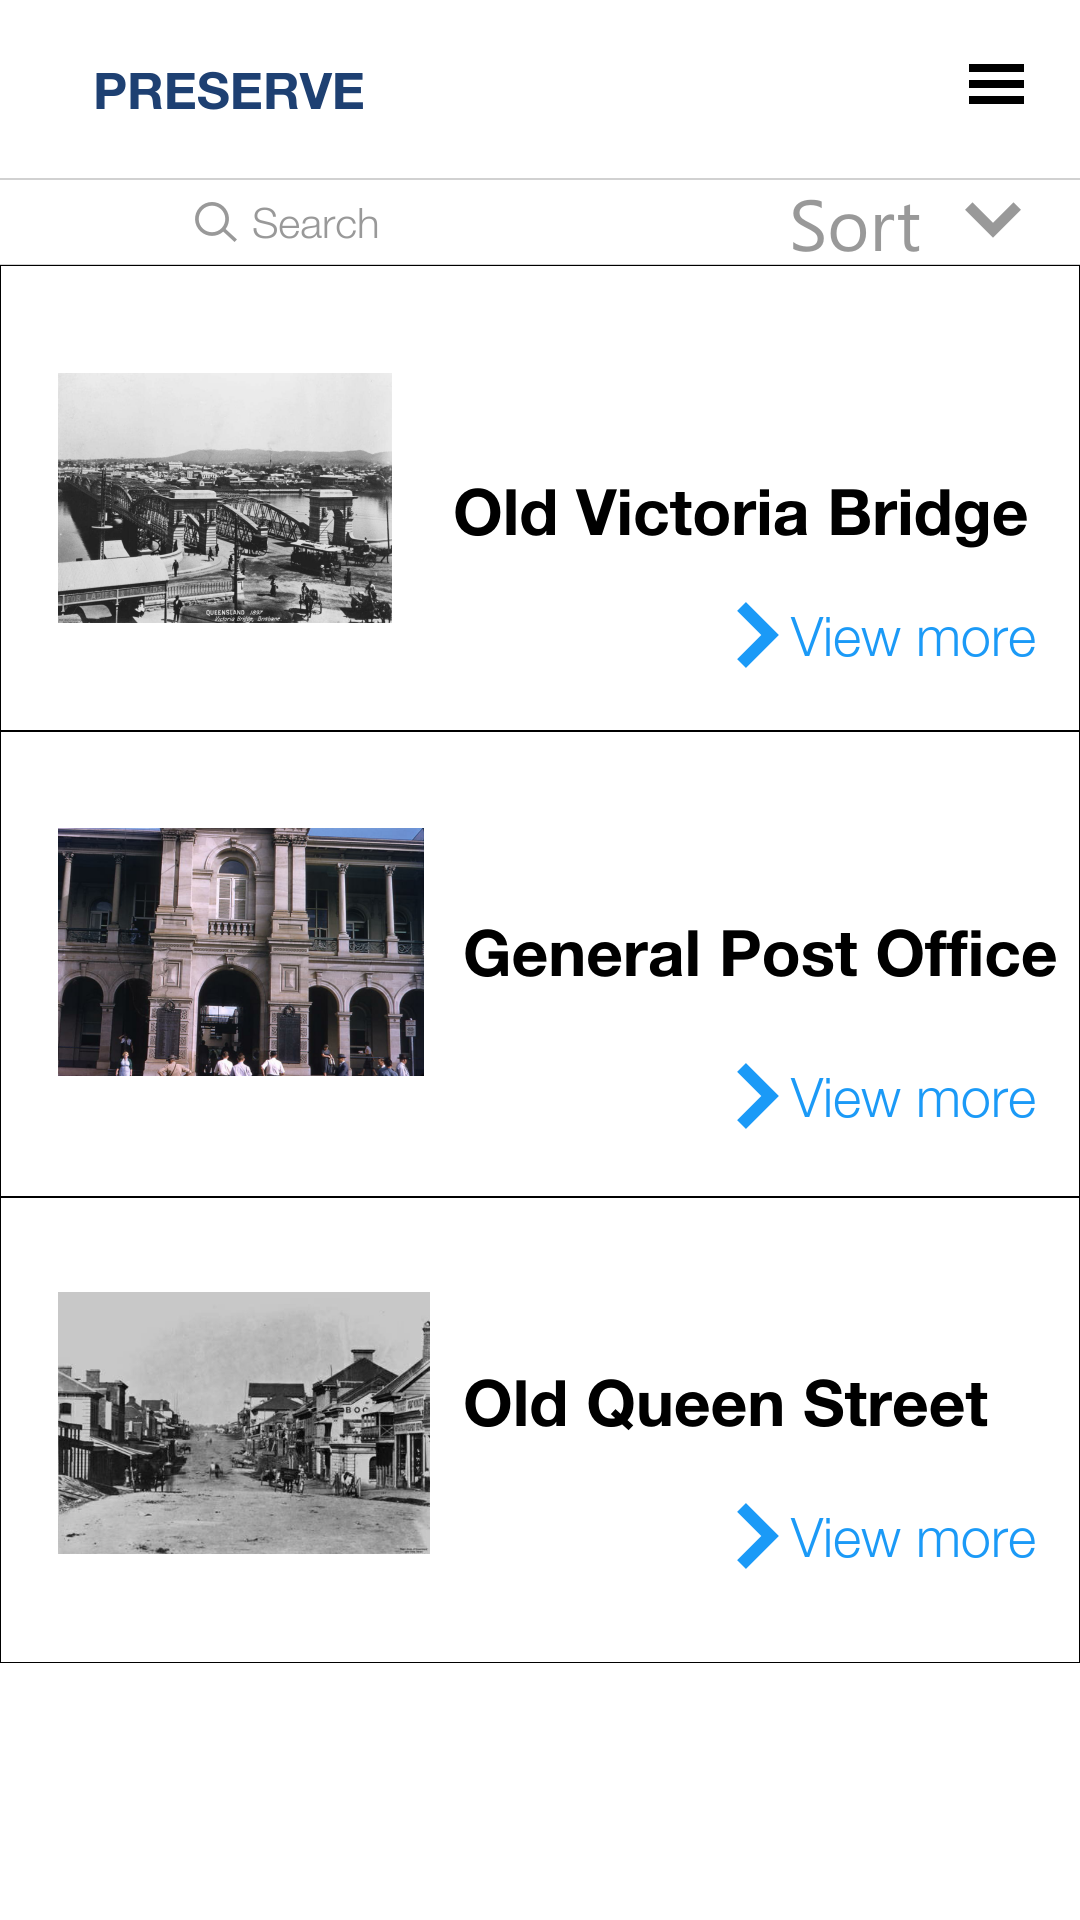 PRESERVE
Search
Sort
QUEENSLAND 1897
Victoria Bridge, Brisbane
Old Victoria Bridge
View more
General Post Office
View more
BOO
Old Queen Street
View more